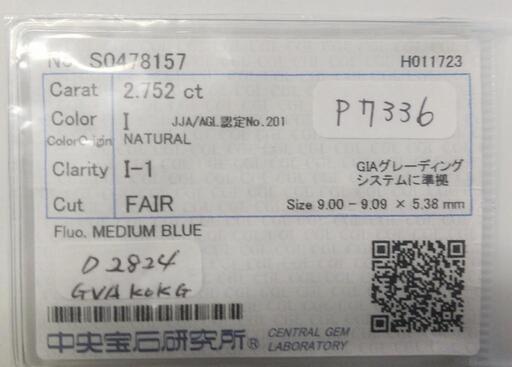 No. S0478157 H011723
Carat 2.752 ct
Color I JJA/AGL認定No.201 P7336
ColorOrigin NATURAL
Clarity I-1 GIAグレーディング
システムに準拠
Cut FAIR Size 9.00 - 9.09 × 5.38 mm
Fluo. MEDIUM BLUE
D2824
GVAKOKG
中央宝石研究所® CENTRAL GEM
LABORATORY